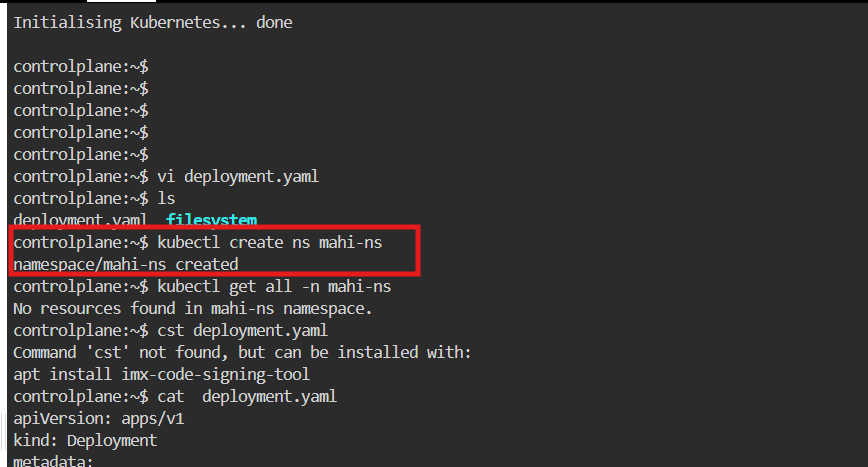 Initialising Kubernetes... done
controlplane:~$
controlplane:~$
controlplane:~$
controlplane:~$
controlplane:~$
controlplane:~$ vi deployment.yaml
controlplane:~$ ls
deployment.yaml  filesystem
controlplane:~$ kubectl create ns mahi-ns
namespace/mahi-ns created
controlplane:~$ kubectl get all -n mahi-ns
No resources found in mahi-ns namespace.
controlplane:~$ cst deployment.yaml
Command 'cst' not found, but can be installed with:
apt install imx-code-signing-tool
controlplane:~$ cat  deployment.yaml
apiVersion: apps/v1
kind: Deployment
metadata: